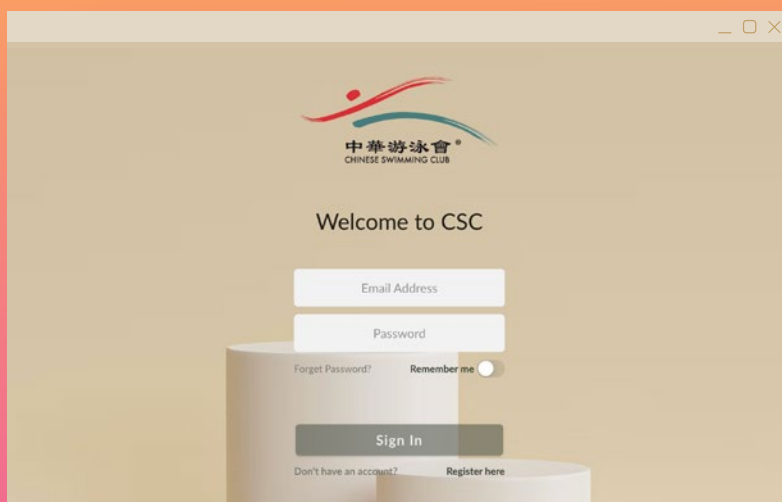 中華游泳會®
CHINESE SWIMMING CLUB
Welcome to CSC
Email Address
Password
Forget Password? Remember me
Sign In
Don't have an account? Register here